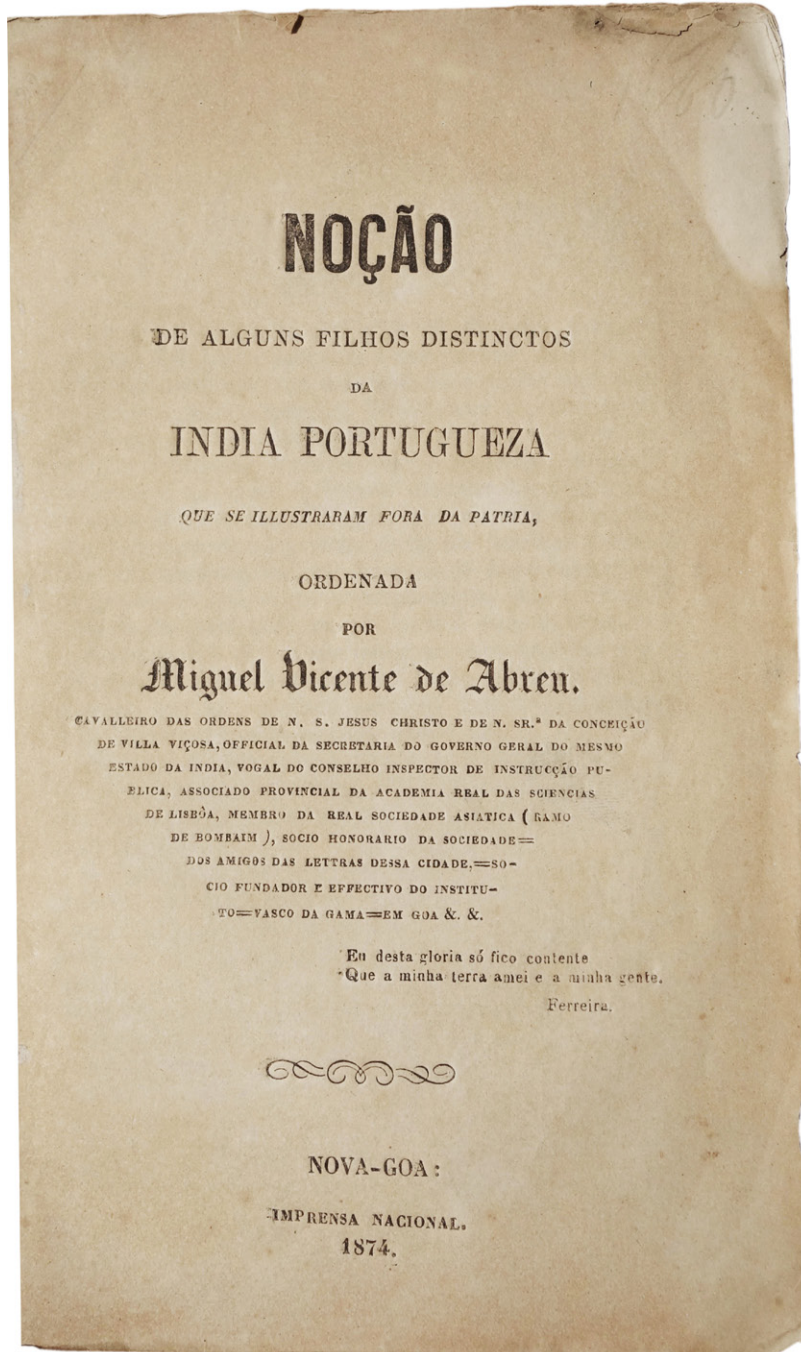 NOÇÃO
DE ALGUNS FILHOS DISTINCTOS
DA
INDIA PORTUGUEZA
QUE SE ILLUSTRARAM FORA DA PATRIA,
ORDENADA
POR
Miguel Vicente de Abreu.
CAVALLEIRO DAS ORDENS DE N. S. JESUS CHRISTO E DE N. SR.ª DA CONCEIÇÃO
DE VILLA VIÇOSA, OFFICIAL DA SECRETARIA DO GOVERNO GERAL DO MESMO
ESTADO DA INDIA, VOGAL DO CONSELHO INSPECTOR DE INSTRUCÇÃO PU-
BLICA, ASSOCIADO PROVINCIAL DA ACADEMIA REAL DAS SCIENCIAS
DE LISBÔA, MEMBRO DA REAL SOCIEDADE ASIATICA ( RAMO
DE BOMBAIM ), SOCIO HONORARIO DA SOCIEDADE=
DOS AMIGOS DAS LETTRAS DESSA CIDADE,=SO-
CIO FUNDADOR E EFFECTIVO DO INSTITU-
TO=VASCO DA GAMA=EM GOA &. &.
Eu desta gloria só fico contente
Que a minha terra amei e a minha gente.
Ferreira.
NOVA-GOA:
IMPRENSA NACIONAL.
1874.